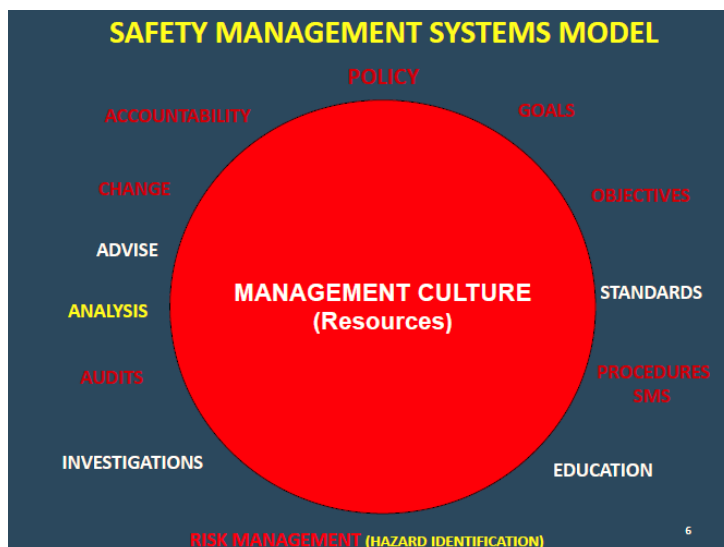 SAFETY MANAGEMENT SYSTEMS MODEL
POLICY
ACCOUNTABILITY
GOALS
CHANGE
OBJECTIVES
ADVISE
STANDARDS
MANAGEMENT CULTURE
(Resources)
ANALYSIS
AUDITS
PROCEDURES
SMS
INVESTIGATIONS
EDUCATION
RISK MANAGEMENT (HAZARD IDENTIFICATION)
6